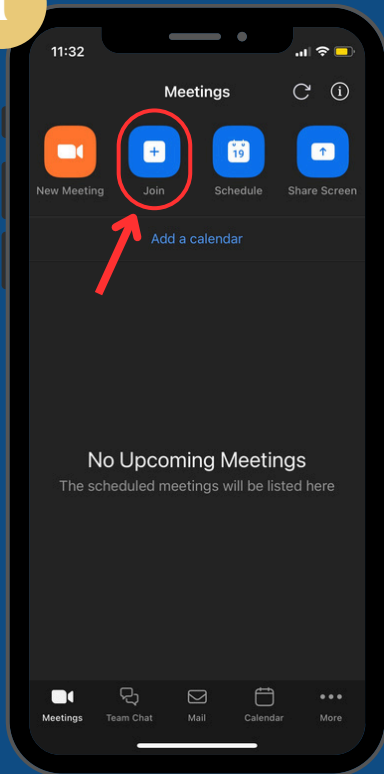 11:32
Meetings
19
New Meeting Join Schedule Share Screen
Add a calendar
No Upcoming Meetings
The scheduled meetings will be listed here
Meetings Team Chat Mail Calendar More